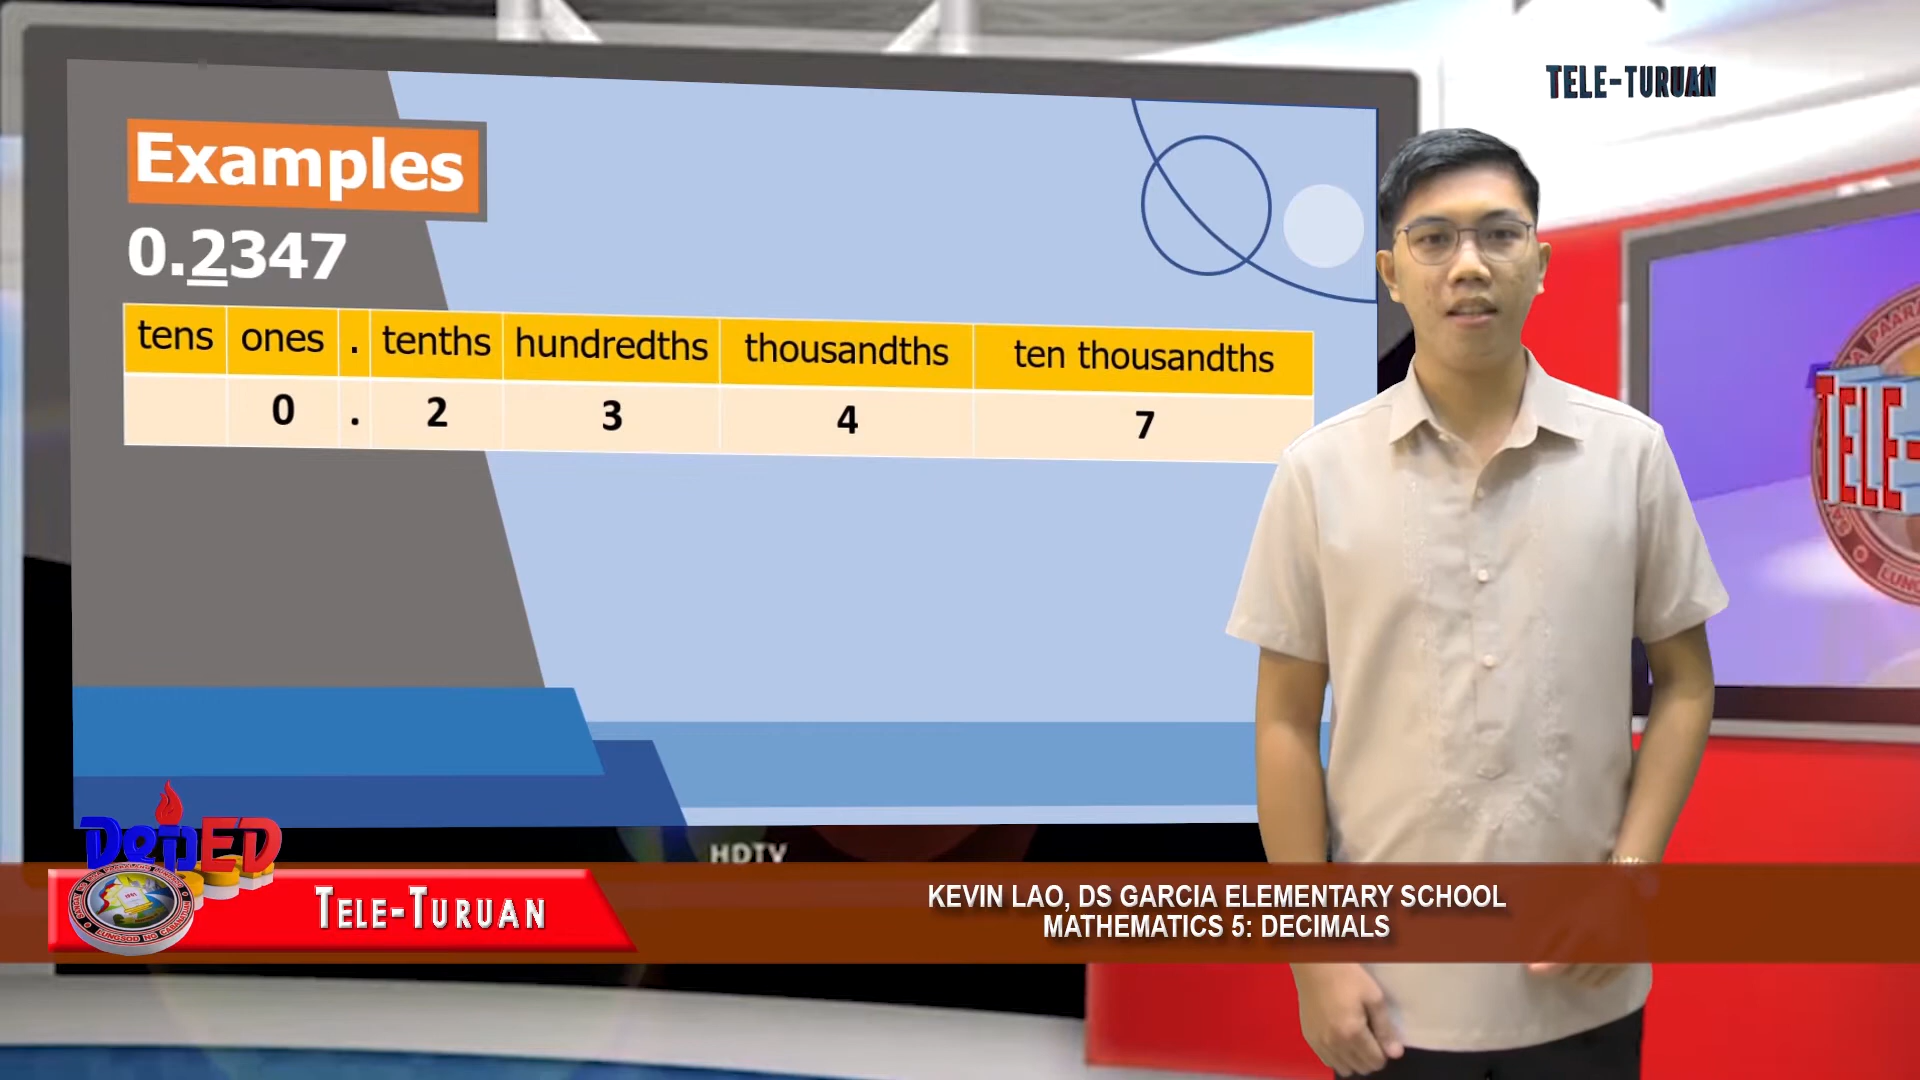 TELE-TURUAN
Examples
0.2347
tens ones . tenths hundredths thousandths ten thousandths
0 . 2 3 4 7
TELE-
HDTV
DepED
TELE-TURUAN
KEVIN LAO, DS GARCIA ELEMENTARY SCHOOL
MATHEMATICS 5: DECIMALS